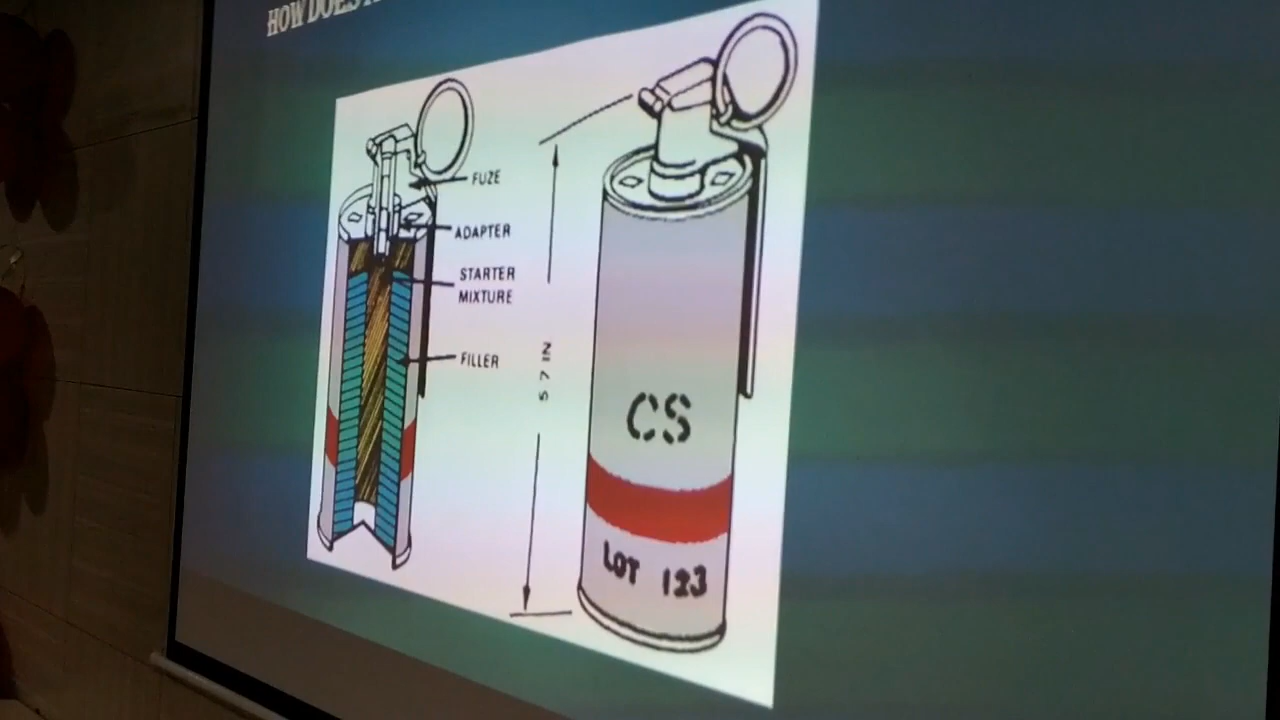 HOW DOES
FUZE
ADAPTER
STARTER
MIXTURE
FILLER
5 7 IN
CS
LOT 123